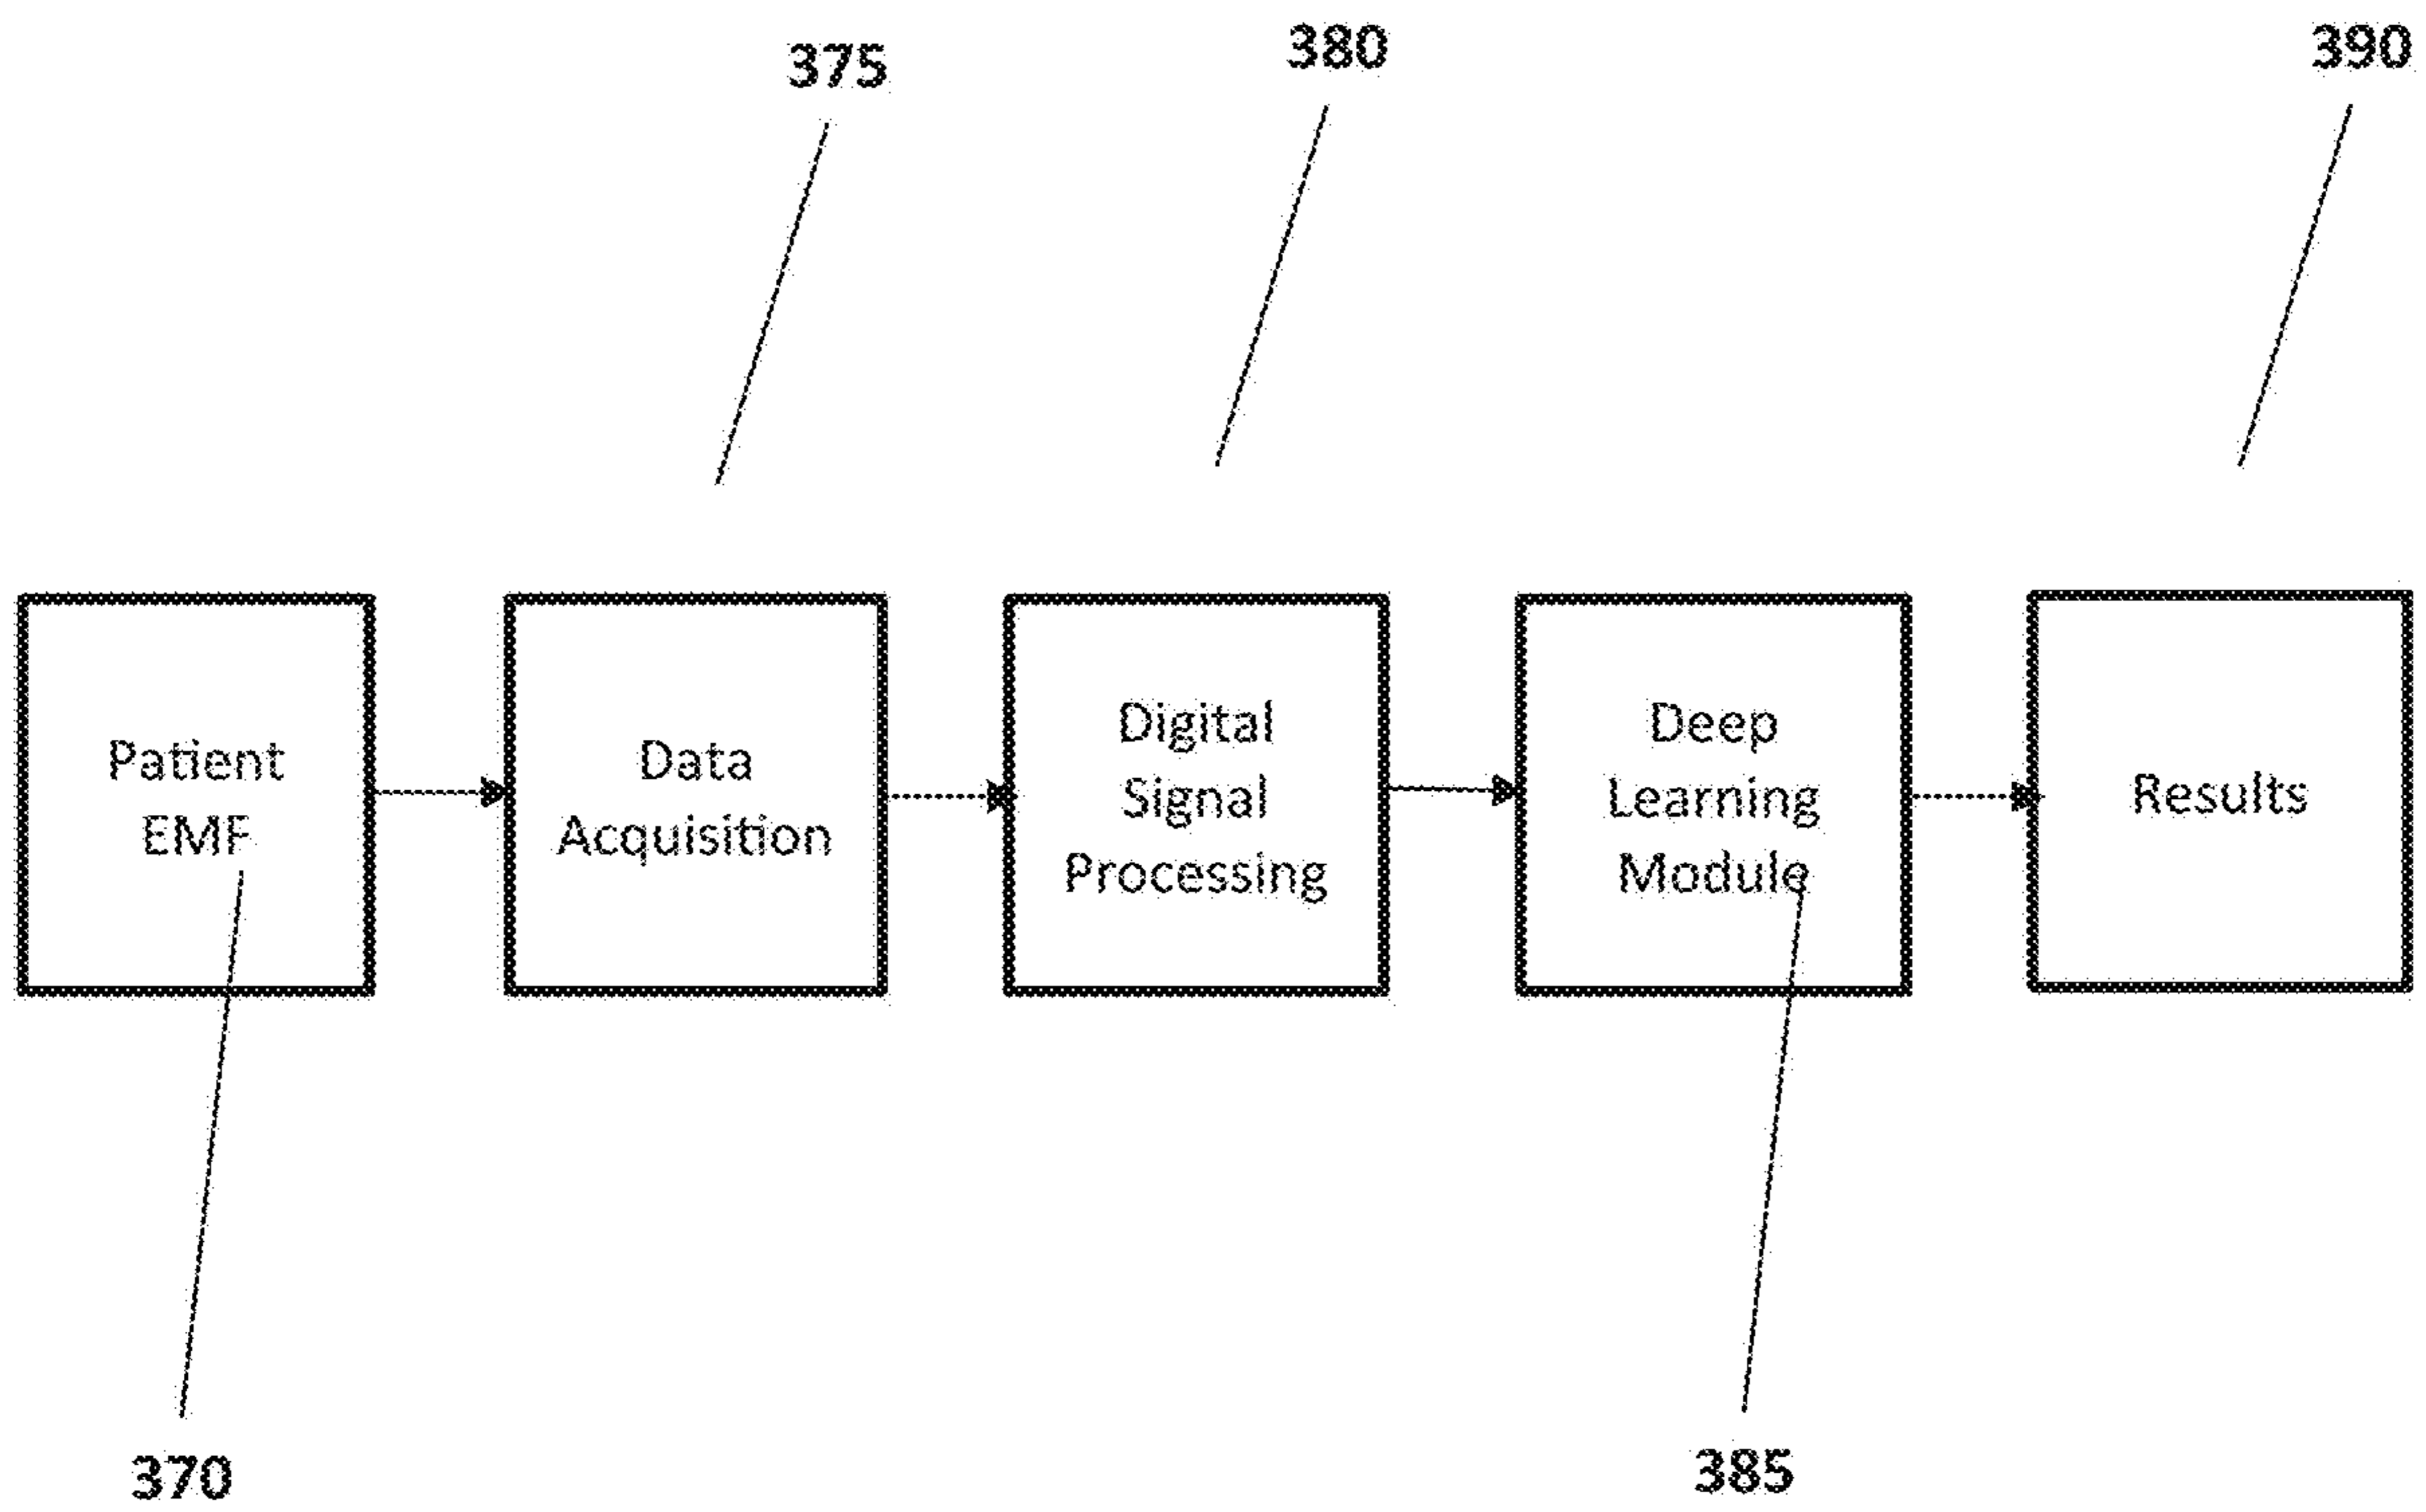 375
380
390
Patient
EMF
Data
Acquisition
Digital
Signal
Processing
Deep
Learning
Module
Results
370
385